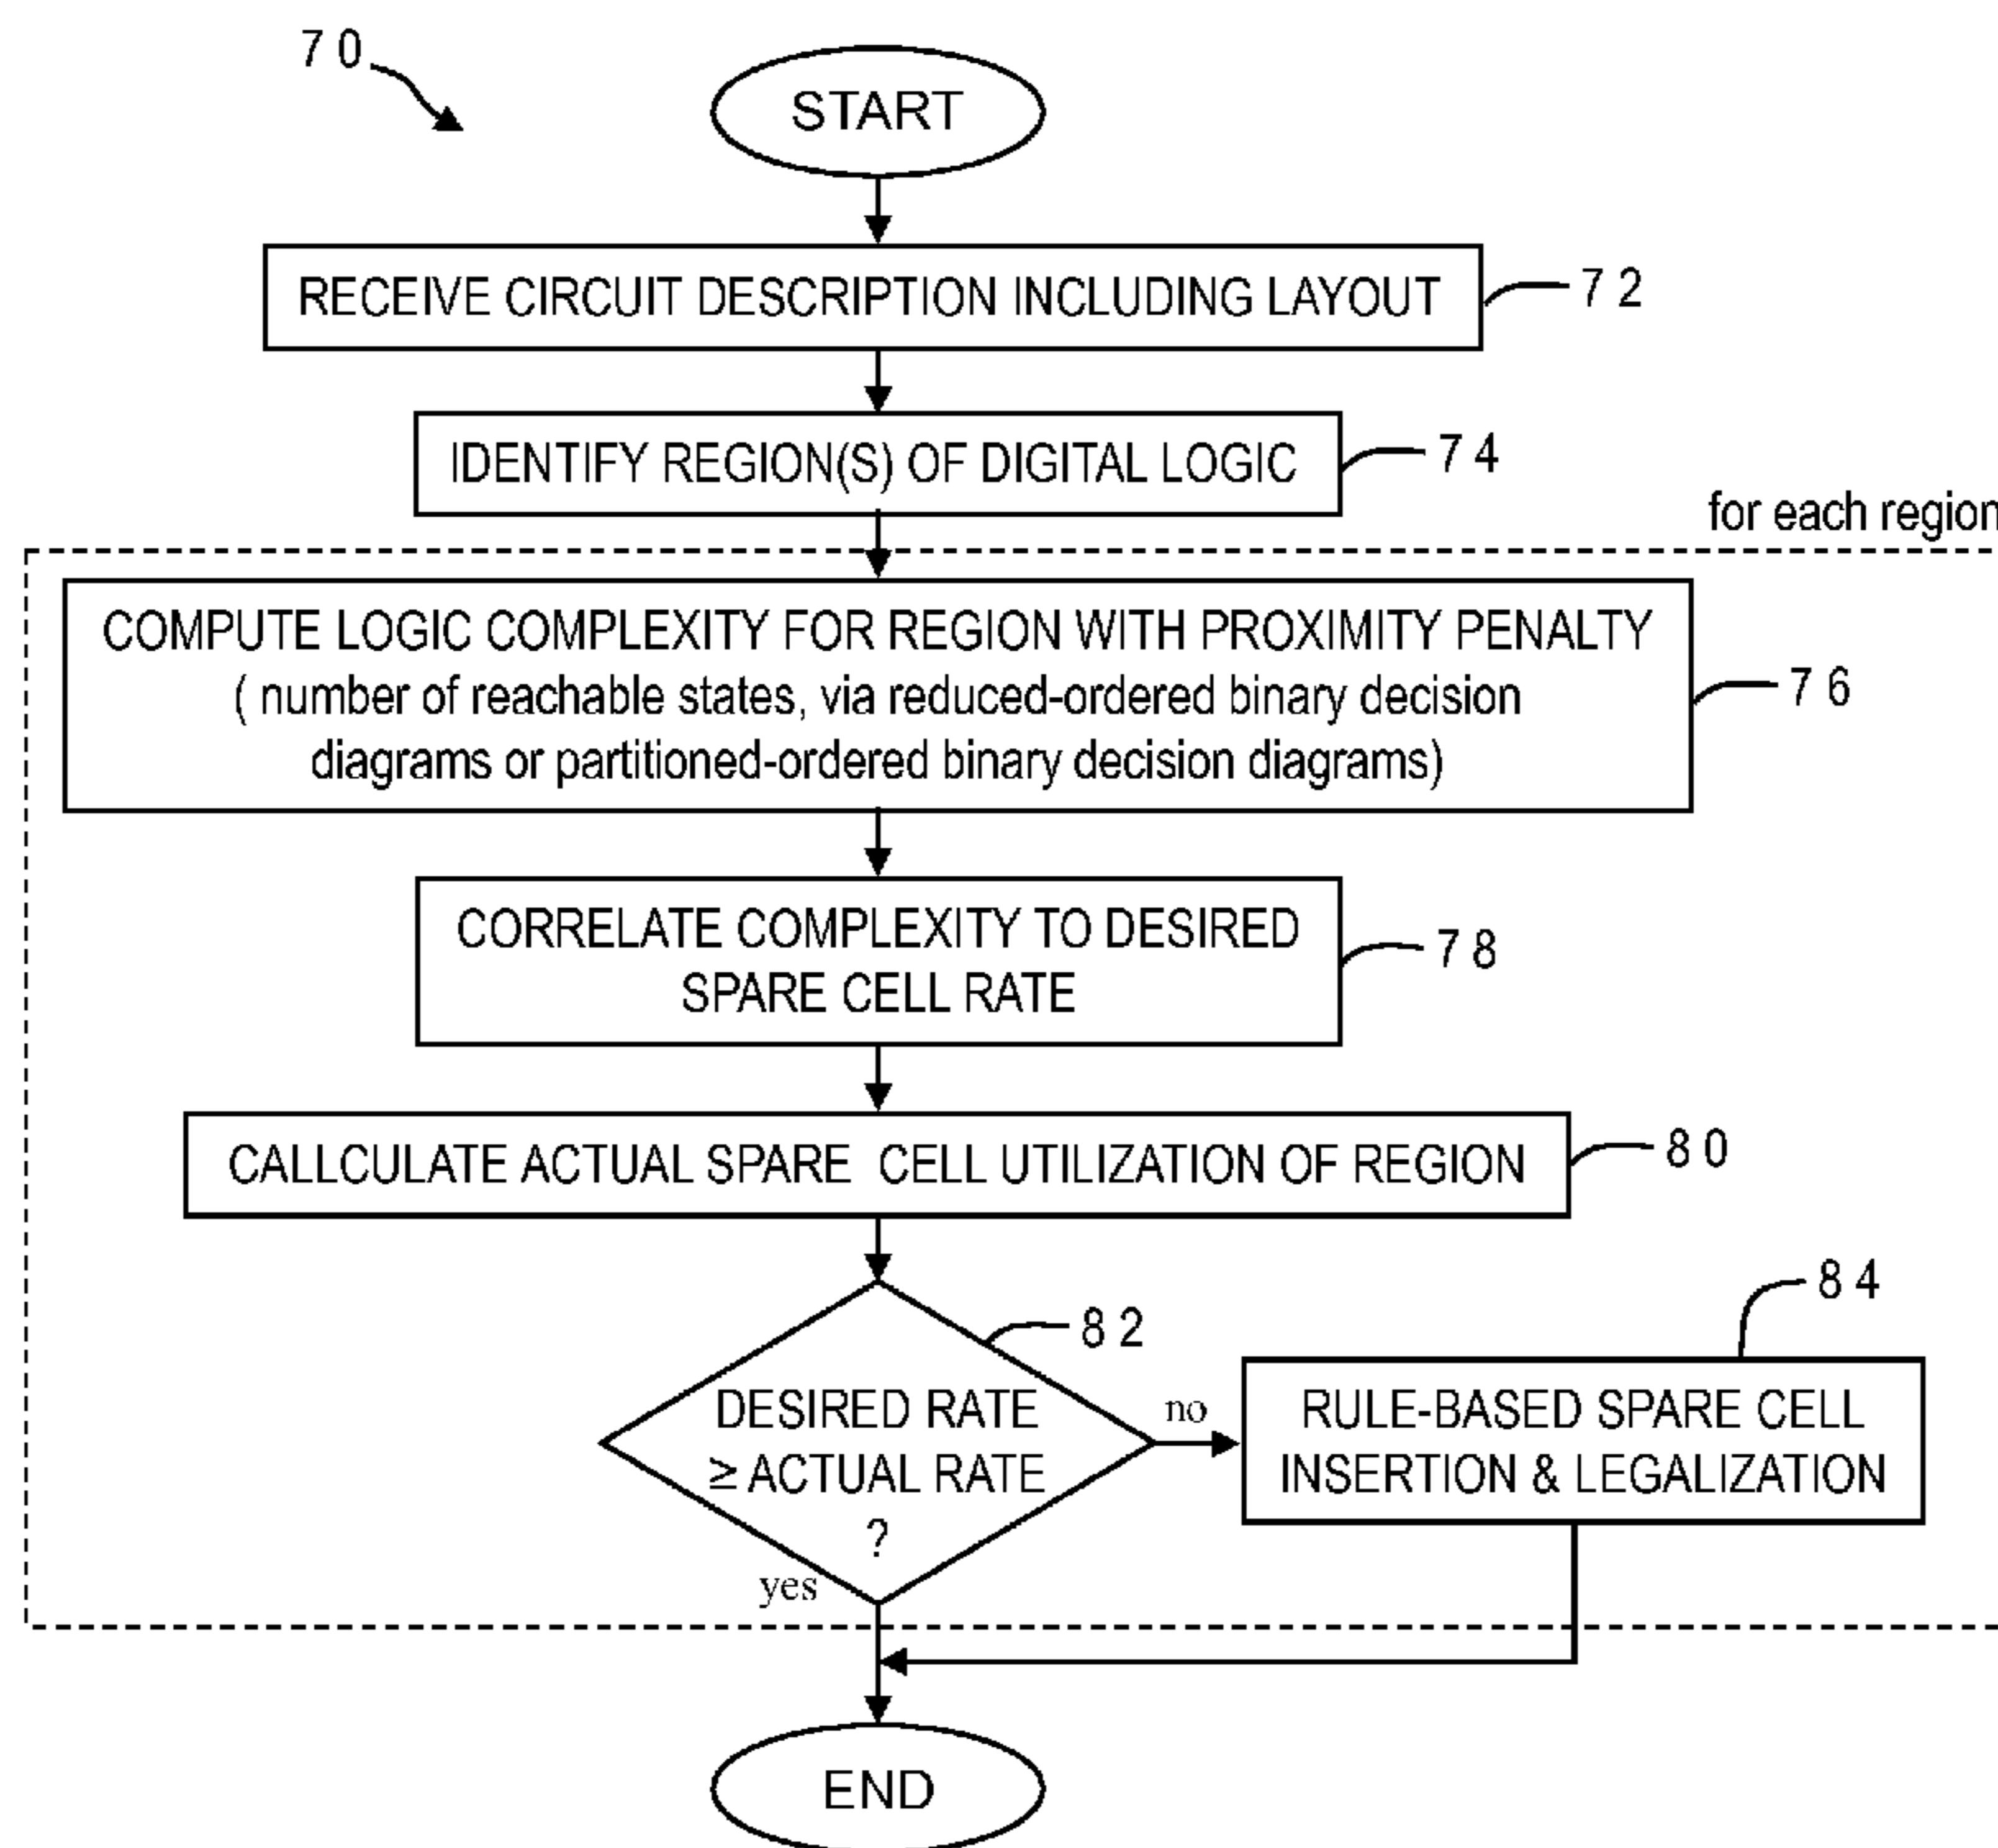 70
START
RECEIVE CIRCUIT DESCRIPTION INCLUDING LAYOUT
72
IDENTIFY REGION(S) OF DIGITAL LOGIC
74
for each region
COMPUTE LOGIC COMPLEXITY FOR REGION WITH PROXIMITY PENALTY
( number of reachable states, via reduced-ordered binary decision
diagrams or partitioned-ordered binary decision diagrams)
76
CORRELATE COMPLEXITY TO DESIRED
SPARE CELL RATE
78
CALLCULATE ACTUAL SPARE CELL UTILIZATION OF REGION
80
82
DESIRED RATE
≥ ACTUAL RATE
?
no
yes
84
RULE-BASED SPARE CELL
INSERTION & LEGALIZATION
END